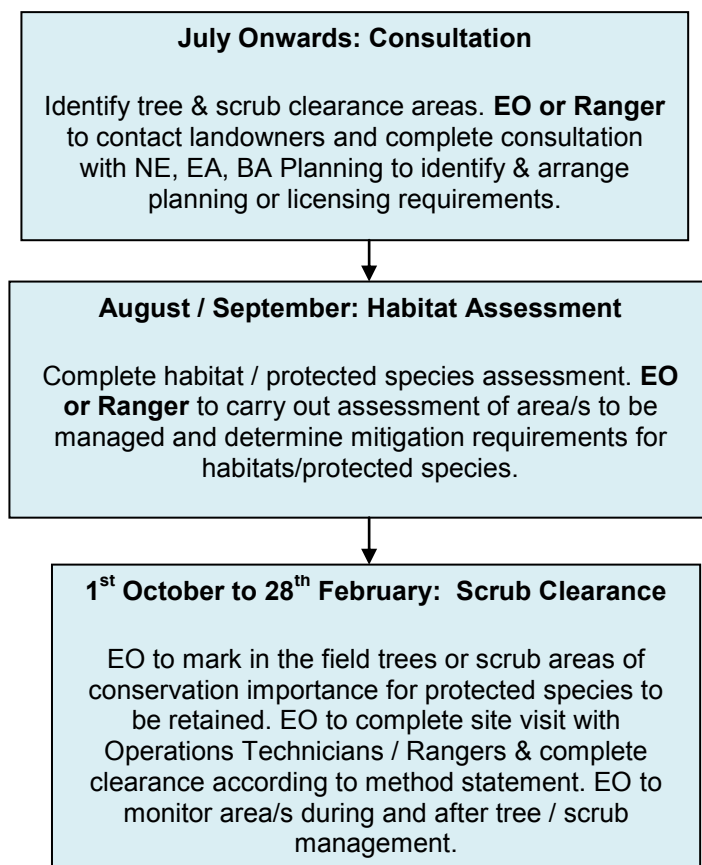 July Onwards: Consultation
Identify tree & scrub clearance areas. EO or Ranger
to contact landowners and complete consultation
with NE, EA, BA Planning to identify & arrange
planning or licensing requirements.
August / September: Habitat Assessment
Complete habitat / protected species assessment. EO
or Ranger to carry out assessment of area/s to be
managed and determine mitigation requirements for
habitats/protected species.
1st October to 28th February: Scrub Clearance
EO to mark in the field trees or scrub areas of
conservation importance for protected species to
be retained. EO to complete site visit with
Operations Technicians / Rangers & complete
clearance according to method statement. EO to
monitor area/s during and after tree / scrub
management.